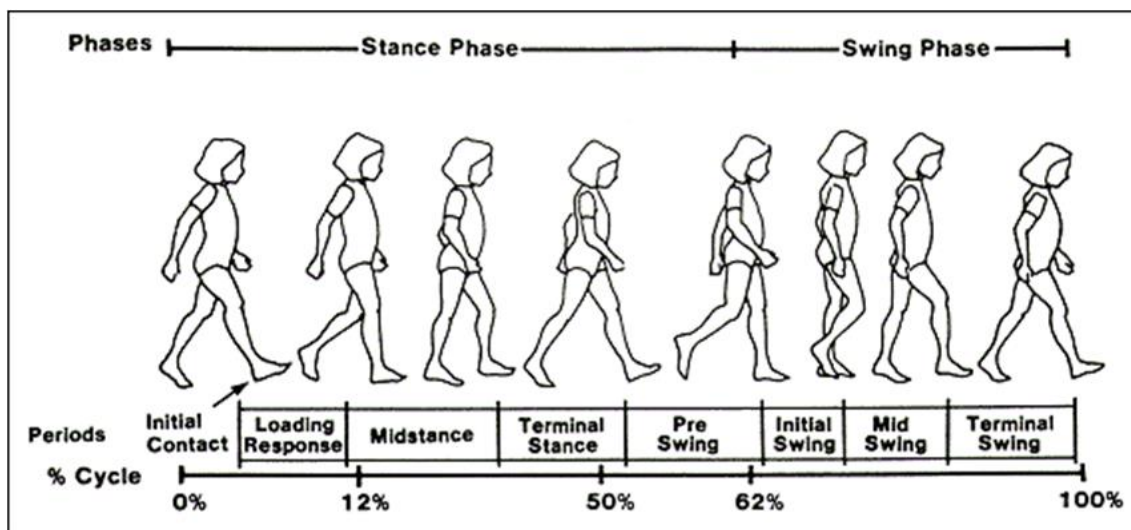 Phases Stance Phase Swing Phase
Initial Contact
Loading Response
Midstance
Terminal Stance
Pre Swing
Initial Swing
Mid Swing
Terminal Swing
Periods
% Cycle
0% 12% 50% 62% 100%